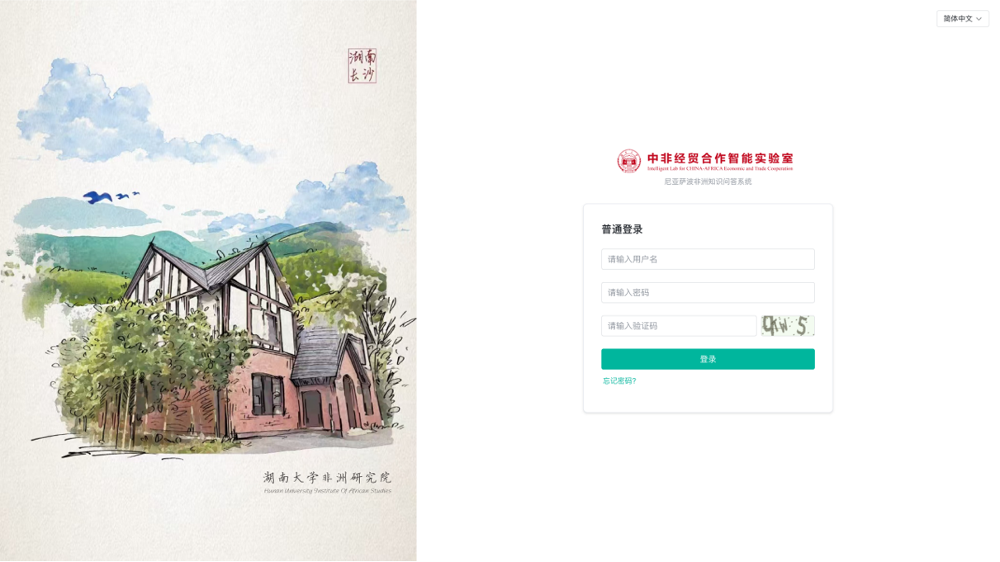 湖南
长沙
湖南大学非洲研究院
Hunan University Institute Of African Studies
简体中文
中非经贸合作智能实验室
Intelligent Lab for CHINA-AFRICA Economic and Trade Cooperation
尼亚萨波非洲知识问答系统
普通登录
请输入用户名
请输入密码
请输入验证码
登录
忘记密码?